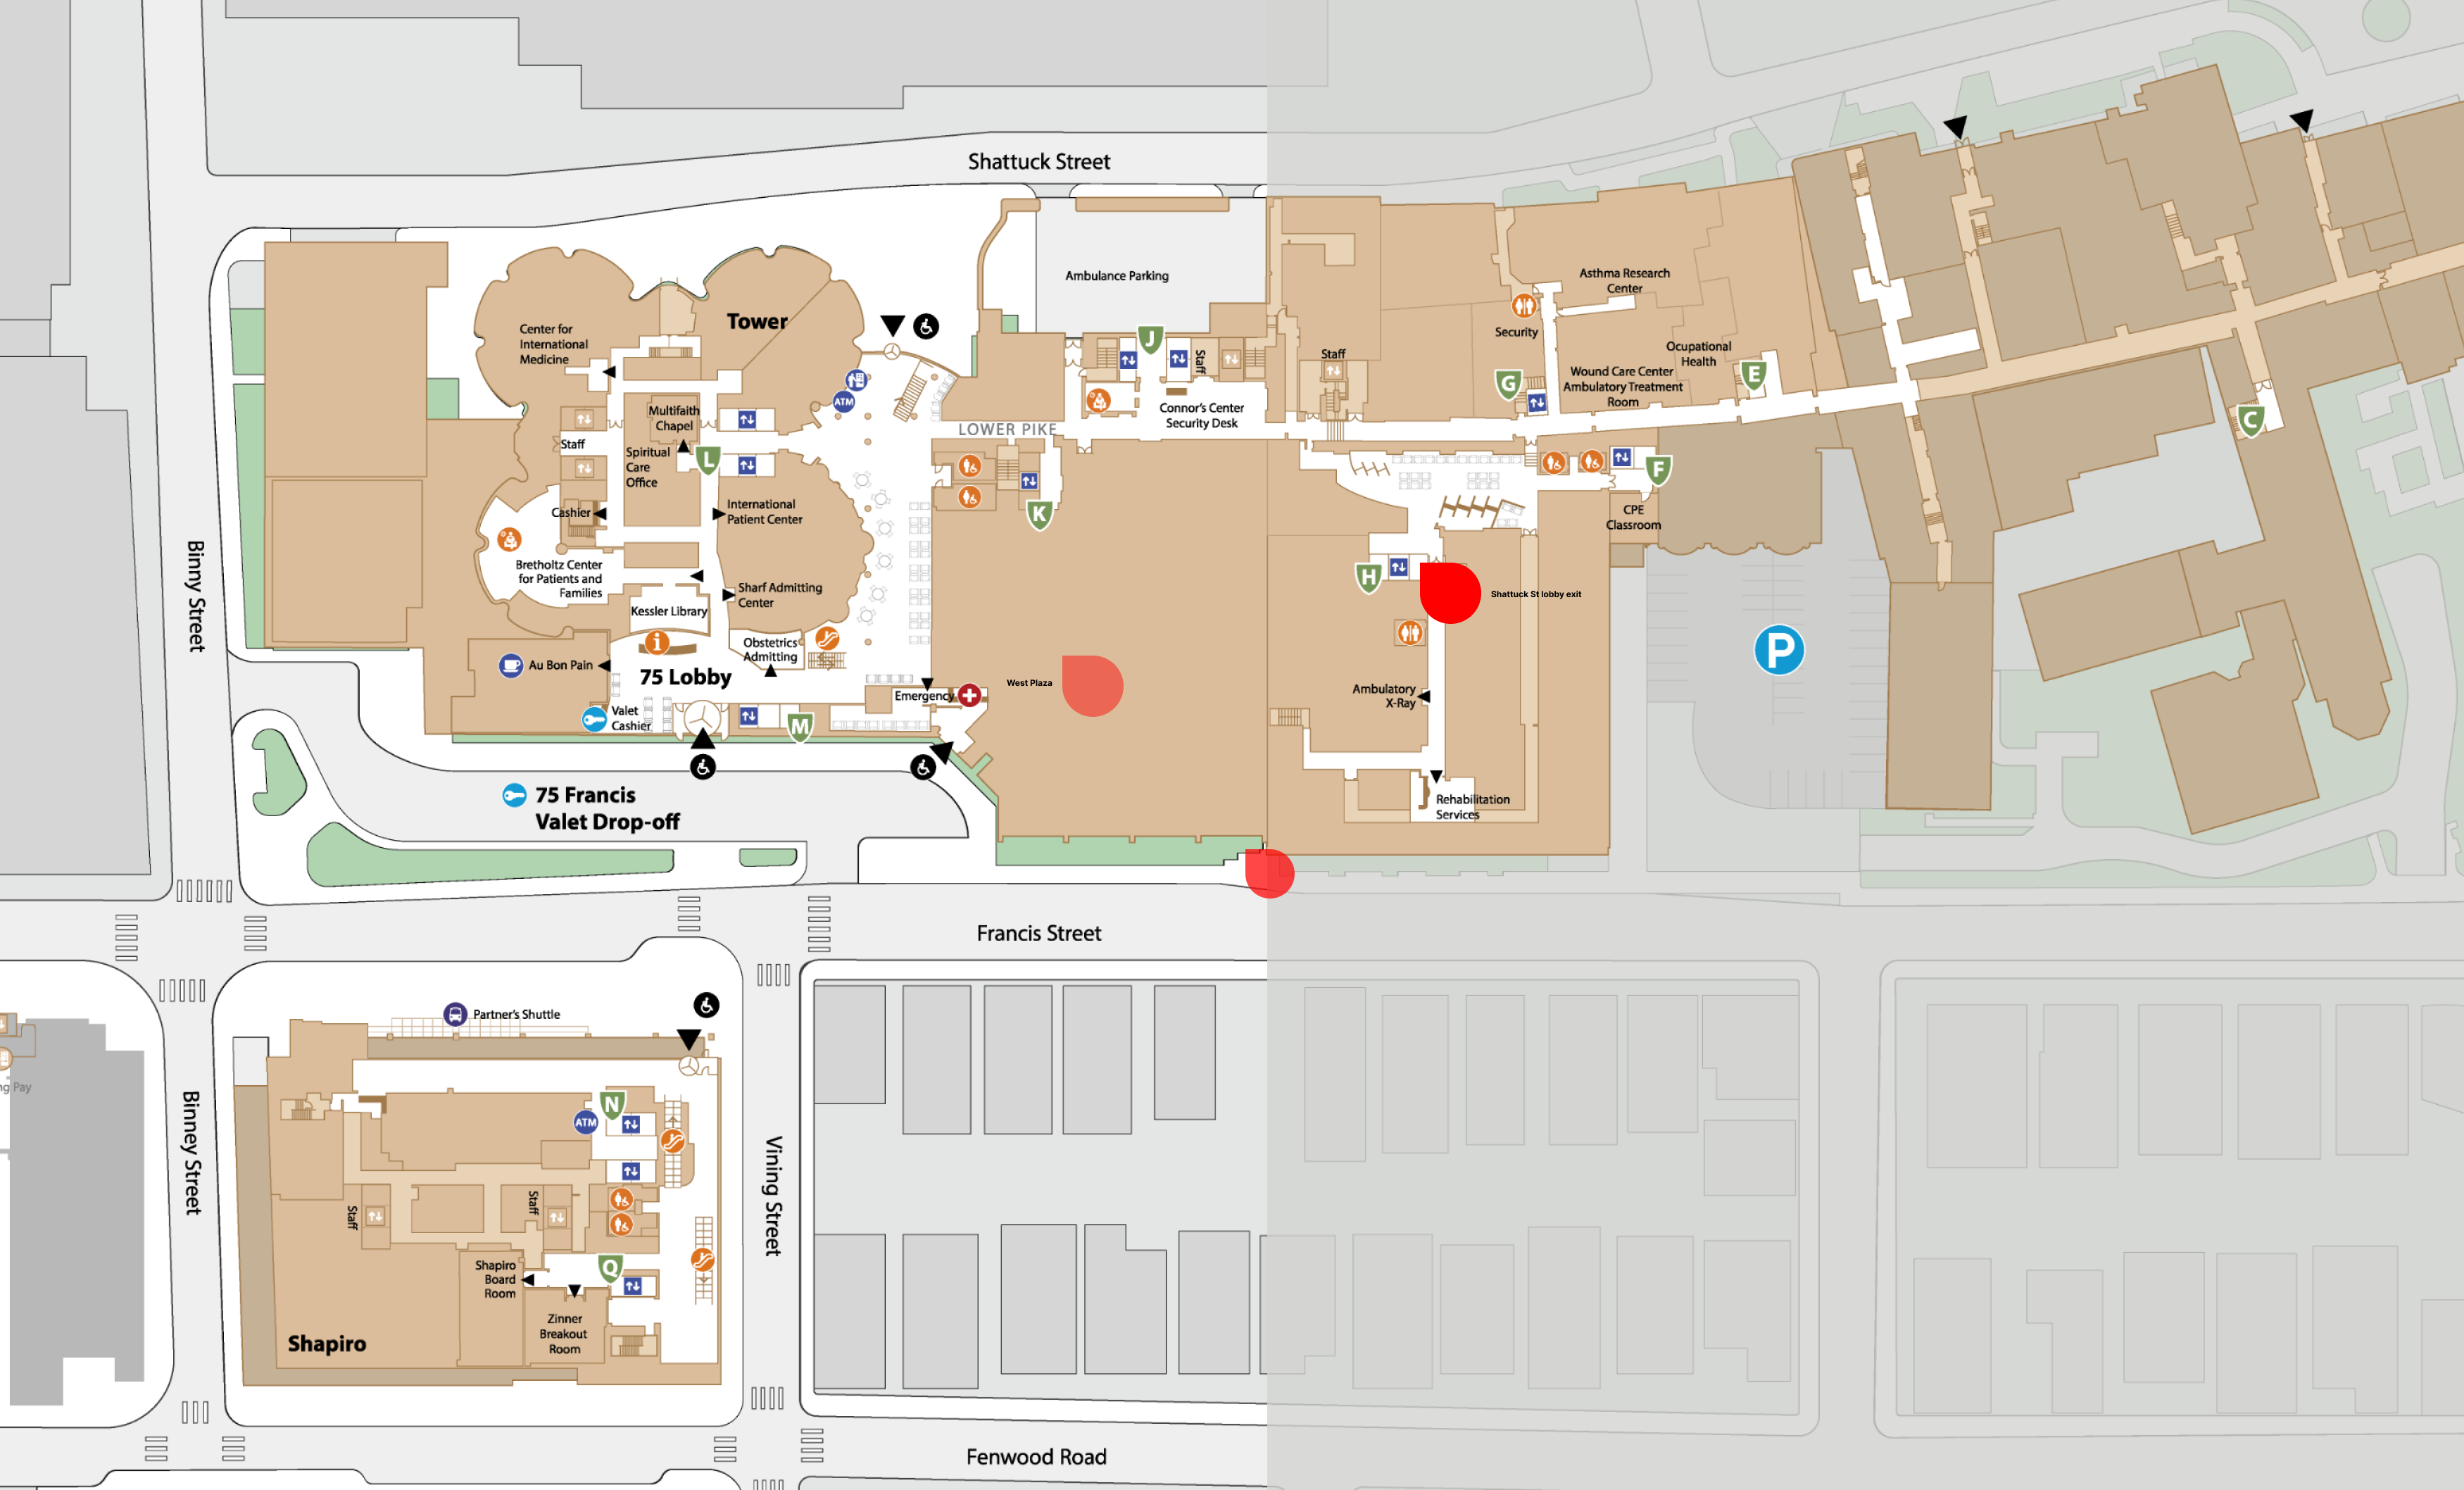 Shattuck Street
Ambulance Parking
Tower
Center for
International
Medicine
ATM
Multifaith
Chapel
Staff
Spiritual
Care
Office
L
Cashier
International
Patient Center
Bretholtz Center
for Patients and
Families
Sharf Admitting
Center
Kessler Library
i
Obstetrics
Admitting
Au Bon Pain
75 Lobby
Valet
Cashier
M
Emergency
75 Francis
Valet Drop-off
LOWER PIKE
J
Staff
Connor's Center
Security Desk
K
West Plaza
Staff
Security
G
Asthma Research
Center
Ocupational
Health
Wound Care Center
Ambulatory Treatment
Room
E
F
CPE
Classroom
H
Shattuck St lobby exit
Ambulatory
X-Ray
Rehabilitation
Services
P
C
Binny Street
Francis Street
Partner's Shuttle
N
ATM
Staff
Staff
Q
Shapiro
Board
Room
Zinner
Breakout
Room
Shapiro
Binney Street
Vining Street
Fenwood Road